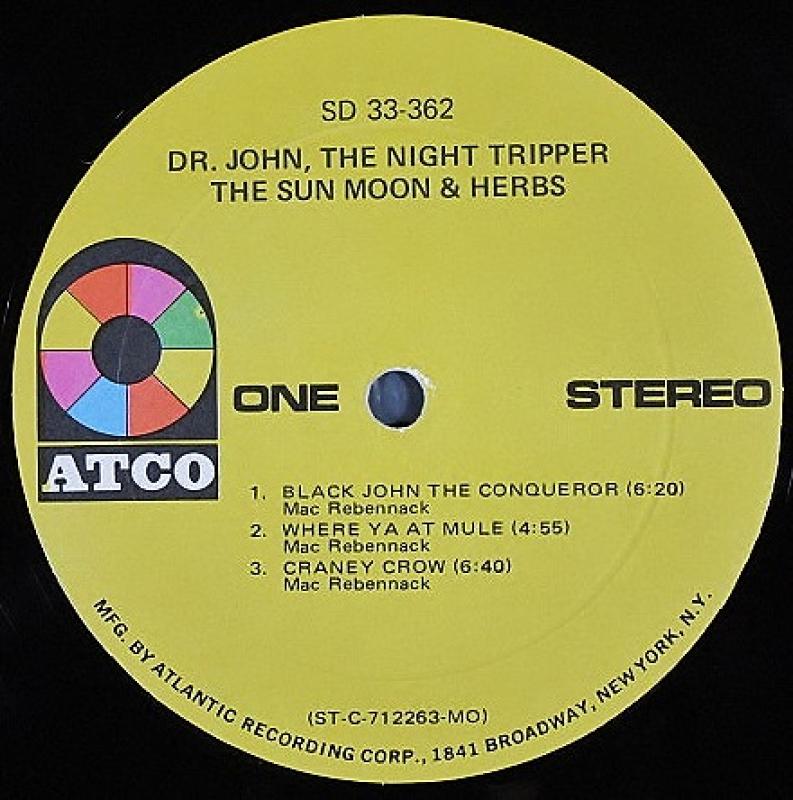 SD 33-362
DR. JOHN, THE NIGHT TRIPPER
THE SUN MOON & HERBS
ATCO
ONE
STEREO
1. BLACK JOHN THE CONQUEROR (6:20)
Mac Rebennack
2. WHERE YA AT MULE (4:55)
Mac Rebennack
3. CRANEY CROW (6:40)
Mac Rebennack
(ST-C-712263-MO)
MFG. BY ATLANTIC RECORDING CORP., 1841 BROADWAY, NEW YORK, N.Y.